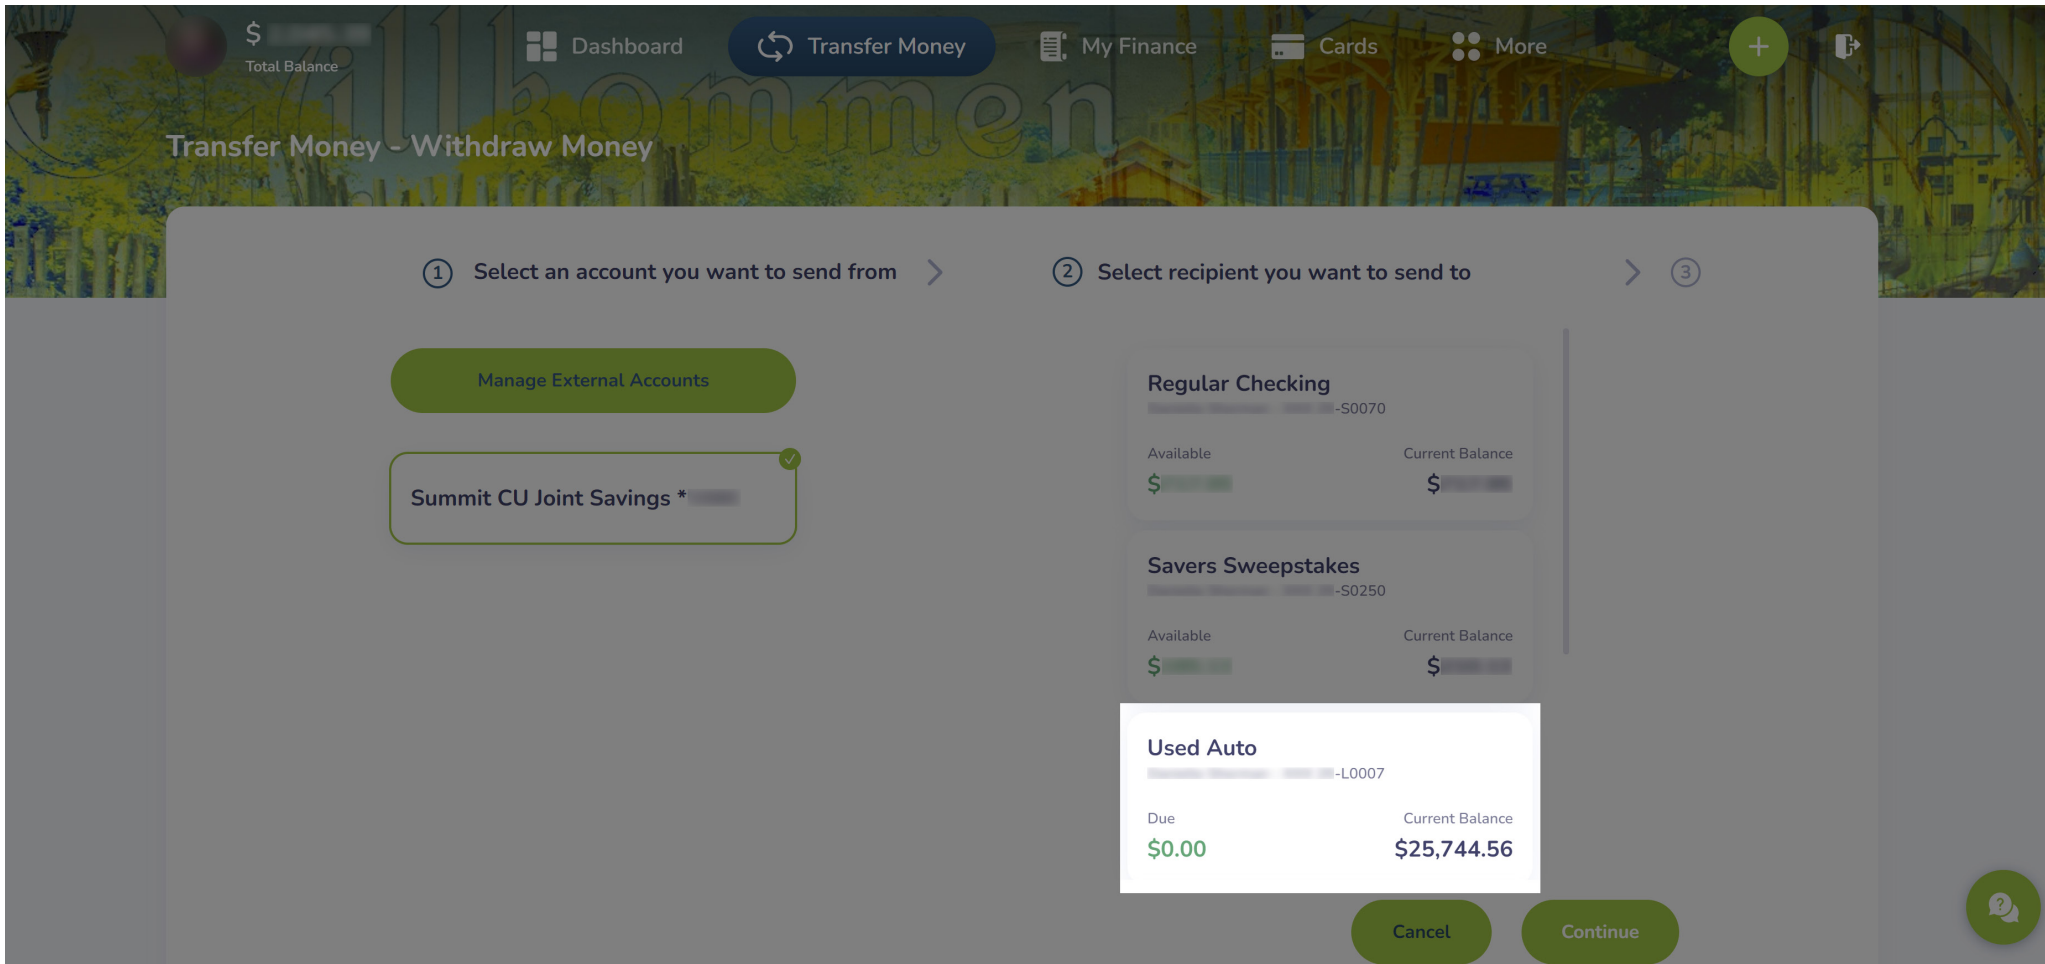 $
Total Balance
Dashboard
Transfer Money
My Finance
Cards
More
Willkommen
Transfer Money - Withdraw Money
1 Select an account you want to send from
2 Select recipient you want to send to
3
Manage External Accounts
Summit CU Joint Savings *
Regular Checking
-S0070
Available Current Balance
$ $
Savers Sweepstakes
-S0250
Available Current Balance
$ $
Used Auto
-L0007
Due Current Balance
$0.00 $25,744.56
Cancel
Continue